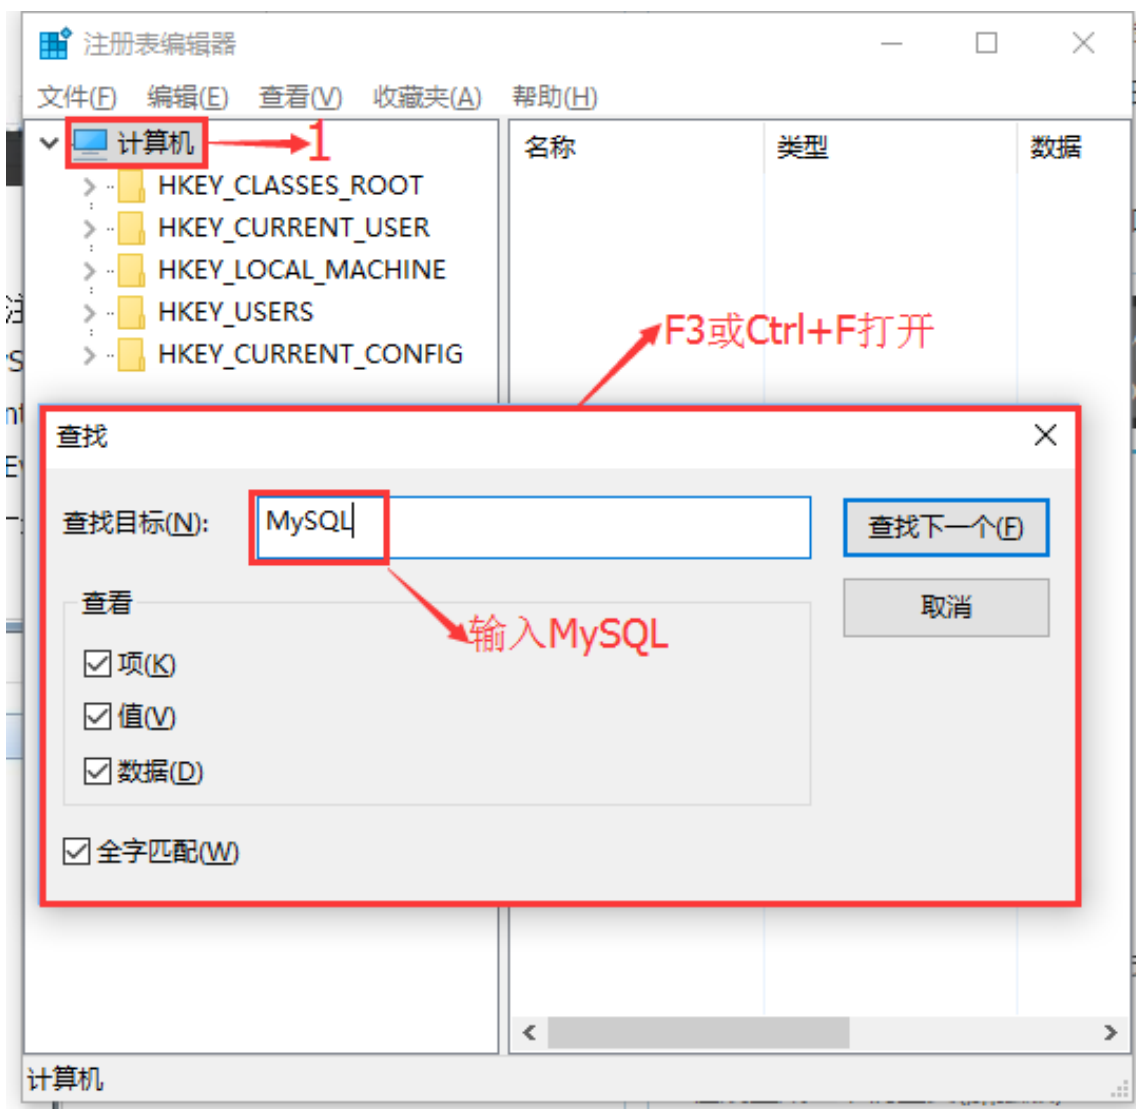 注册表编辑器
文件(F) 编辑(E) 查看(V) 收藏夹(A) 帮助(H)
计算机 1
名称 类型 数据
HKEY_CLASSES_ROOT
HKEY_CURRENT_USER
HKEY_LOCAL_MACHINE
HKEY_USERS
HKEY_CURRENT_CONFIG
F3或Ctrl+F打开
查找
查找目标(N): MySQL 查找下一个(F)
查看
取消
输入MySQL
项(K)
值(V)
数据(D)
全字匹配(W)
计算机